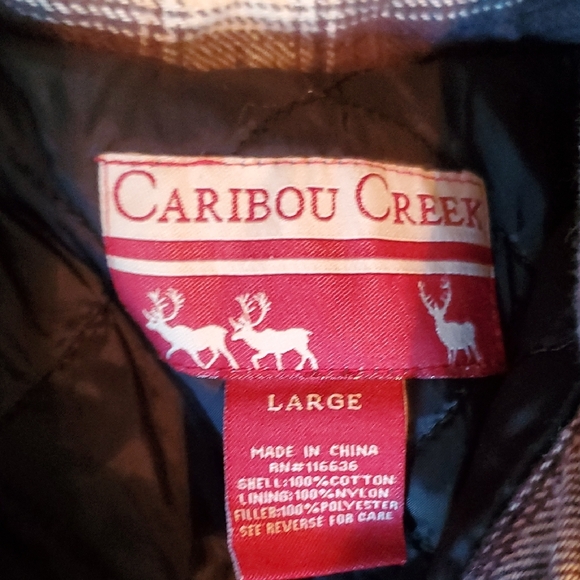 CARIBOU CREEK
LARGE
MADE IN CHINA
RN#116636
SHELL:100%COTTON
LINING:100%NYLON
FILLER:100%POLYESTER
SEE REVERSE FOR CARE